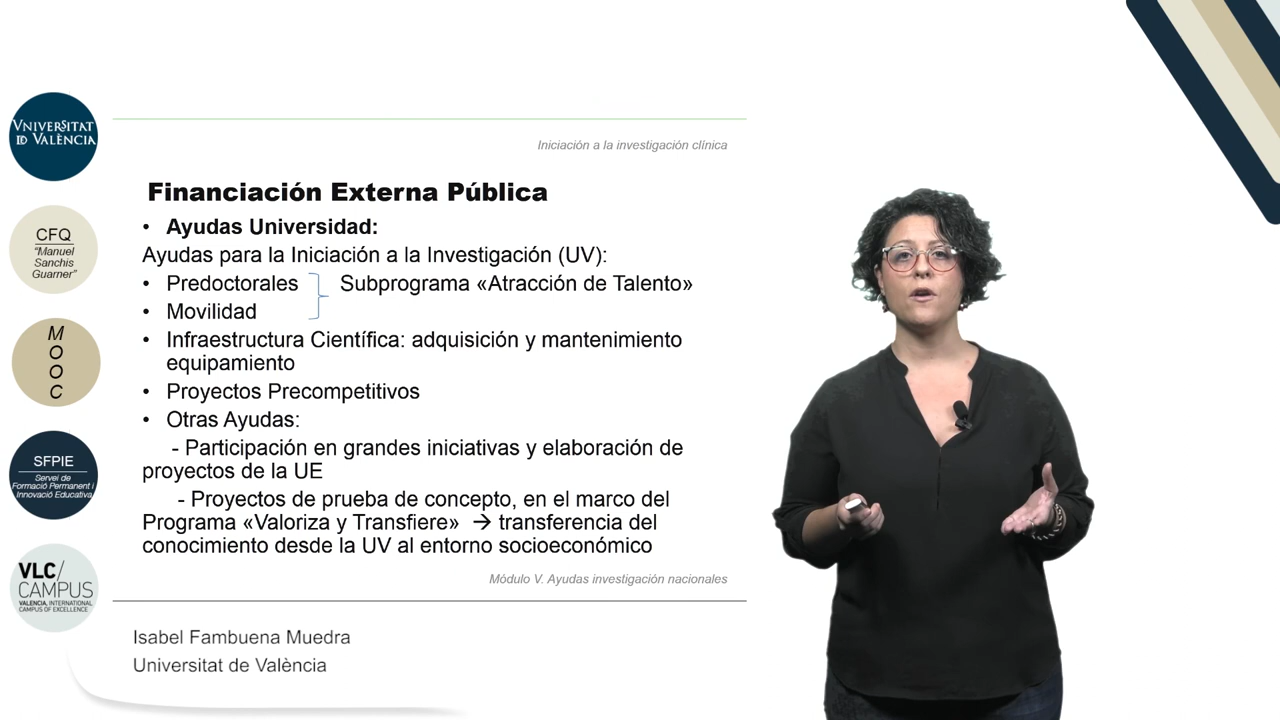 VNIVERSITAT
ID VALÈNCIA
CFQ
"Manuel
Sanchis
Guarner"
M
O
O
C
SFPIE
Servei de
Formació Permanent i
Innovació Educativa
VLC/
CAMPUS
VALENCIA, INTERNATIONAL
CAMPUS OF EXCELLENCE
Iniciación a la investigación clínica
Financiación Externa Pública
• Ayudas Universidad:
Ayudas para la Iniciación a la Investigación (UV):
• Predoctorales Subprograma «Atracción de Talento»
• Movilidad
• Infraestructura Científica: adquisición y mantenimiento
equipamiento
• Proyectos Precompetitivos
• Otras Ayudas:
- Participación en grandes iniciativas y elaboración de
proyectos de la UE
- Proyectos de prueba de concepto, en el marco del
Programa «Valoriza y Transfiere» → transferencia del
conocimiento desde la UV al entorno socioeconómico
Módulo V. Ayudas investigación nacionales
Isabel Fambuena Muedra
Universitat de València